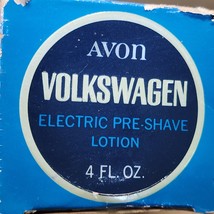 AVON
VOLKSWAGEN
ELECTRIC PRE-SHAVE
LOTION
4 FL. OZ.